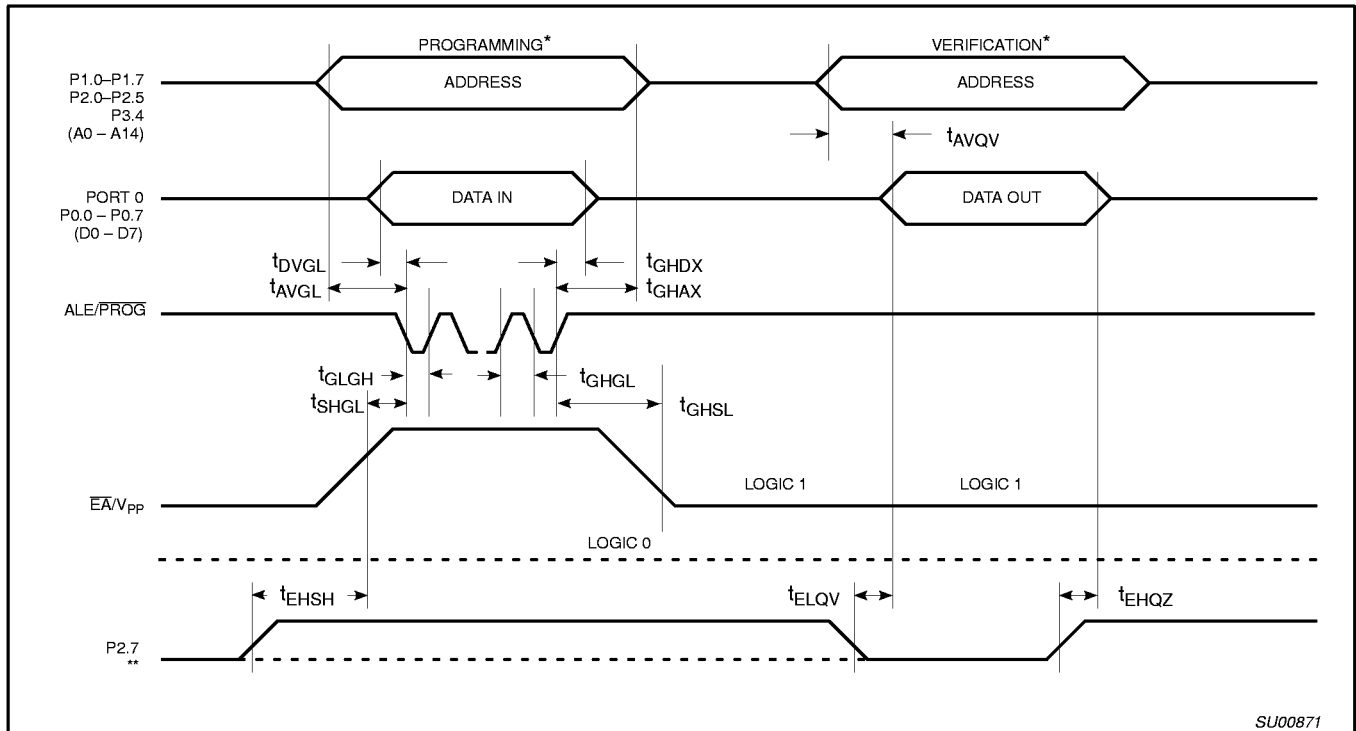 PROGRAMMING*
VERIFICATION*
P1.0–P1.7
P2.0–P2.5
P3.4
(A0 – A14)
ADDRESS
ADDRESS
tAVQV
PORT 0
P0.0 – P0.7
(D0 – D7)
DATA IN
DATA OUT
tDVGL
tGHDX
tAVGL
tGHAX
ALE/PROG
tGLGH
tGHGL
tSHGL
tGHSL
EA/VPP
LOGIC 1
LOGIC 1
LOGIC 0
tEHSH
tELQV
tEHQZ
P2.7
**
SU00871